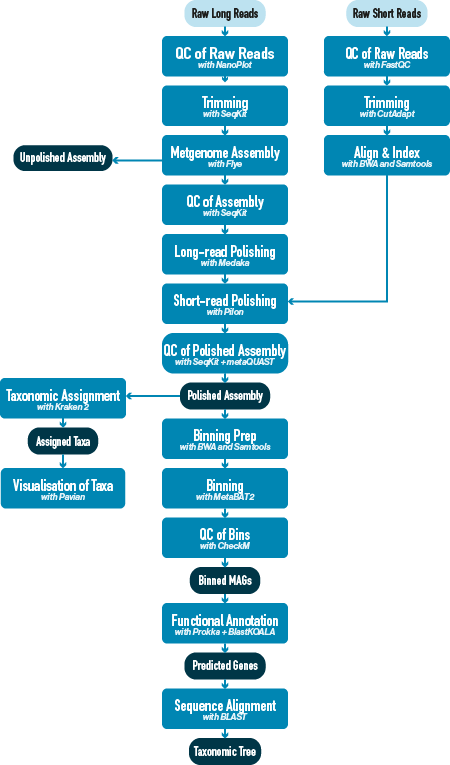 Raw Long Reads
Raw Short Reads
QC of Raw Reads
with NanoPlot
QC of Raw Reads
with FastQC
Trimming
with SeqKit
Trimming
with CutAdapt
Unpolished Assembly
Metgenome Assembly
with Flye
Align & Index
with BWA and Samtools
QC of Assembly
with SeqKit
Long-read Polishing
with Medaka
Short-read Polishing
with Pilon
QC of Polished Assembly
with SeqKit + metaQUAST
Taxonomic Assignment
with Kraken 2
Polished Assembly
Assigned Taxa
Binning Prep
with BWA and Samtools
Visualisation of Taxa
with Pavian
Binning
with MetaBAT2
QC of Bins
with CheckM
Binned MAGs
Functional Annotation
with Prokka + BlastKOALA
Predicted Genes
Sequence Alignment
with BLAST
Taxonomic Tree